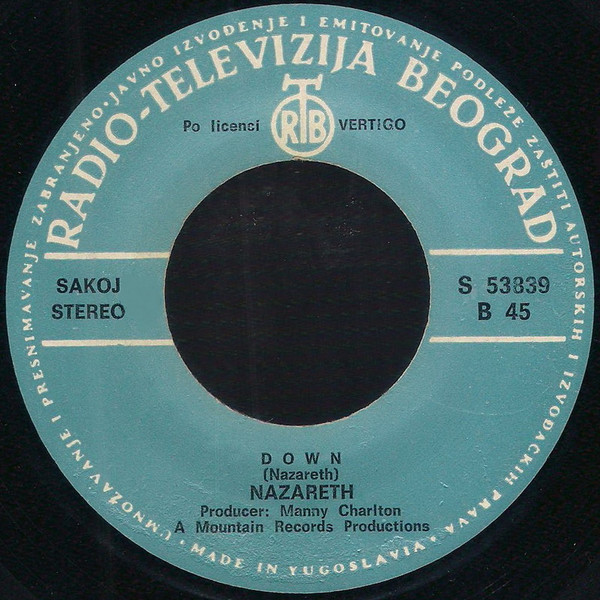 UMNOŽAVANJE I PRESNIMAVANJE ZABRANJENO • JAVNO IZVOĐENJE I EMITOVANJE PODLEŽE ZAŠTITI AUTORSKIH I IZVOĐAČKIH PRAVA • MADE IN YUGOSLAVIA
RADIO-TELEVIZIJA BEOGRAD
Po licenci RTB VERTIGO
SAKOJ
STEREO
S 53839
B 45
DOWN
(Nazareth)
NAZARETH
Producer: Manny Charlton
A Mountain Records Productions